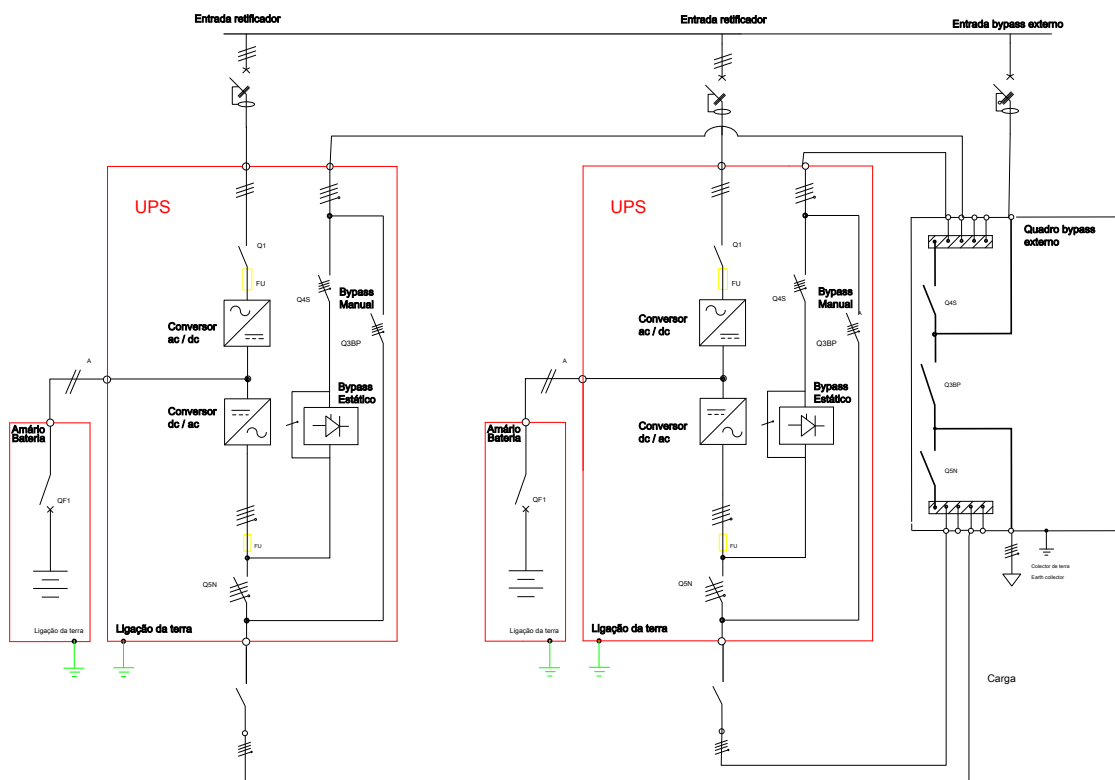 Entrada retificador
Entrada retificador
Entrada bypass externo
UPS
UPS
Quadro bypass
externo
Q1
Q1
FU
FU
Q4S
Bypass
Manual
Q4S
Bypass
Manual
A
Q4S
Conversor
ac / dc
Q3BP
Conversor
ac / dc
Q3BP
A
A
Q3BP
Bypass
Estático
Bypass
Estático
Conversor
dc / ac
Conversor
dc / ac
Amário
Bateria
Amário
Bateria
Q5N
QF1
QF1
FU
FU
Q5N
Q5N
Colector de terra
Earth collector
Ligação da terra
Ligação da terra
Ligação da terra
Ligação da terra
Carga